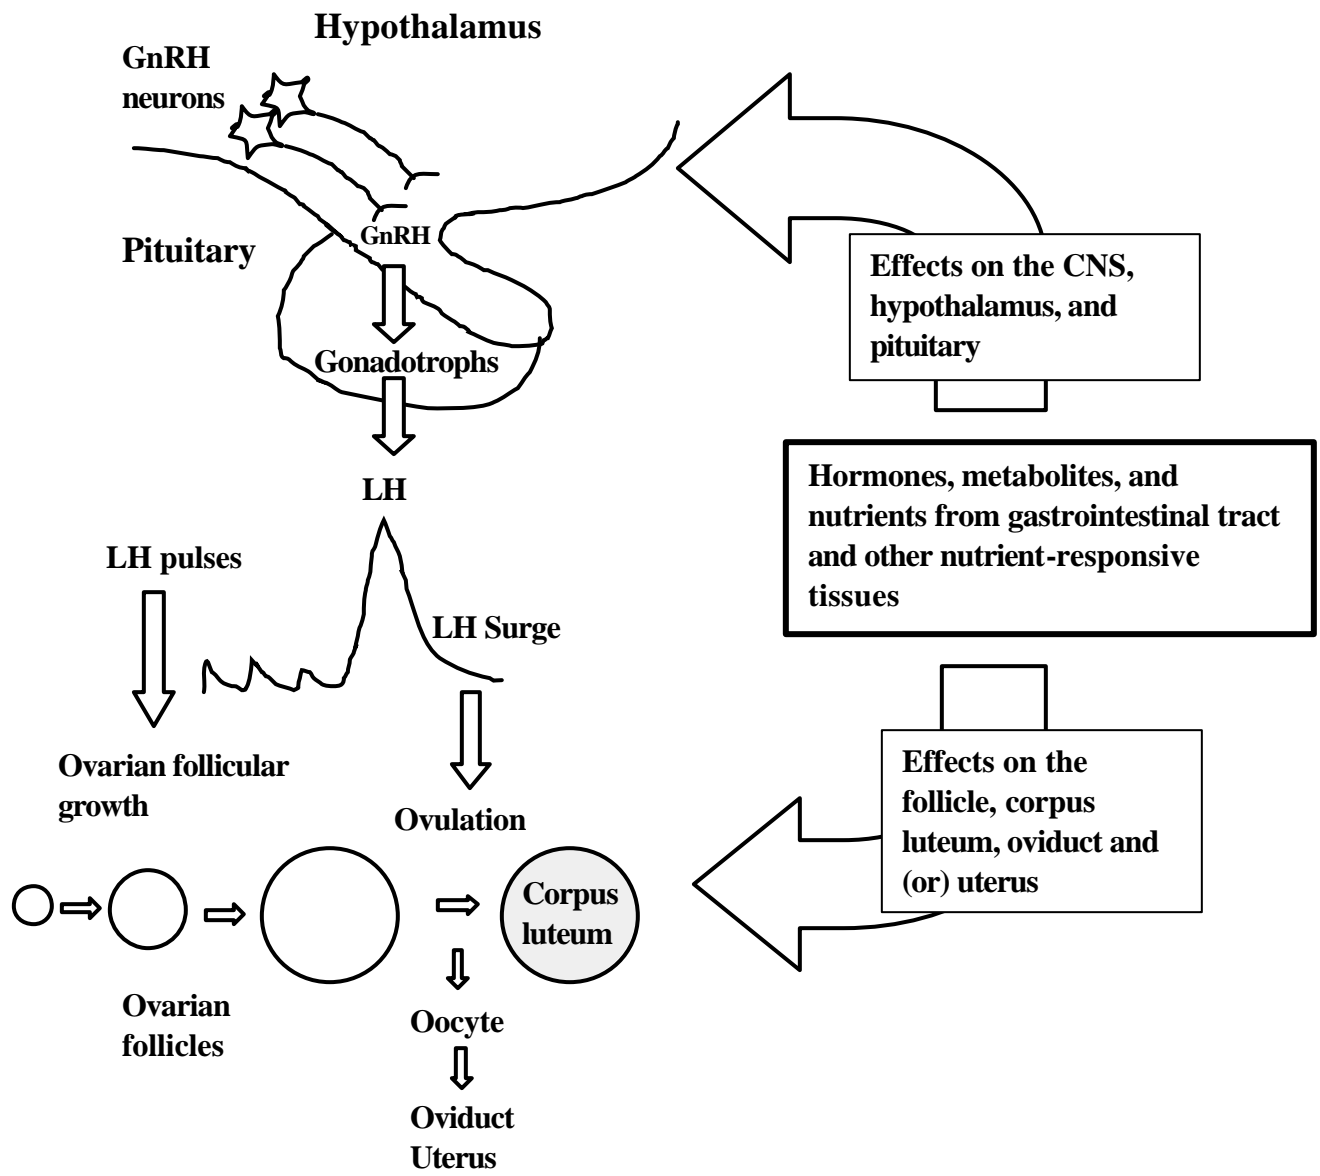 Hypothalamus
GnRH
neurons
GnRH
Pituitary
Gonadotrophs
LH
LH pulses
LH Surge
Ovarian follicular
growth
Ovulation
Corpus
luteum
Ovarian
follicles
Oocyte
Oviduct
Uterus
Effects on the CNS,
hypothalamus, and
pituitary
Hormones, metabolites, and
nutrients from gastrointestinal tract
and other nutrient-responsive
tissues
Effects on the
follicle, corpus
luteum, oviduct and
(or) uterus